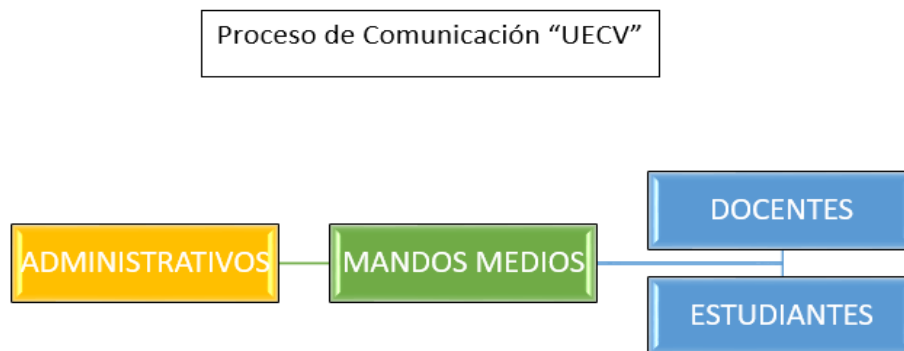 Proceso de Comunicación “UECV”
DOCENTES
ADMINISTRATIVOS
MANDOS MEDIOS
ESTUDIANTES